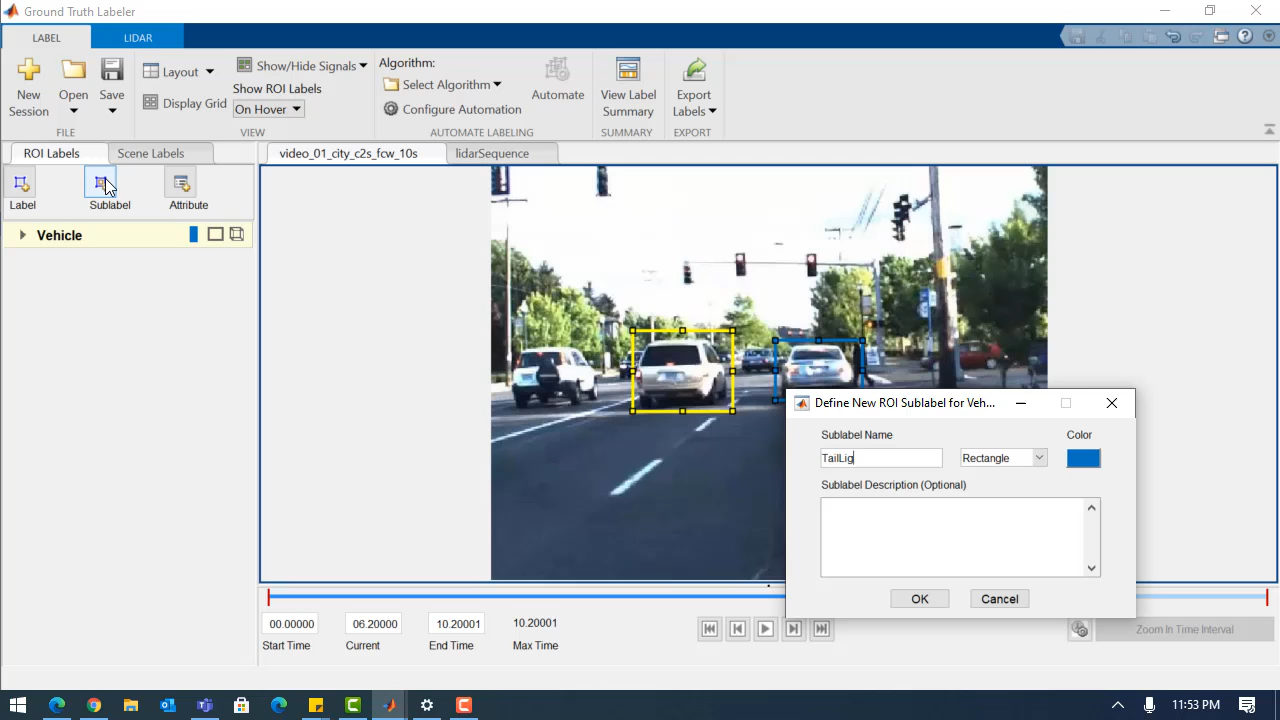 Ground Truth Labeler
LABEL
LIDAR
New
Session
Open
Save
FILE
Layout
Display Grid
Show/Hide Signals
Show ROI Labels
On Hover
VIEW
Algorithm:
Select Algorithm
Configure Automation
Automate
AUTOMATE LABELING
View Label
Summary
SUMMARY
Export
Labels
EXPORT
ROI Labels
Scene Labels
video_01_city_c2s_fcw_10s
lidarSequence
Label
Sublabel
Attribute
Vehicle
Define New ROI Sublabel for Veh...
Sublabel Name
Color
TailLig
Rectangle
Sublabel Description (Optional)
OK
Cancel
00.00000
06.20000
10.20001
10.20001
Start Time
Current
End Time
Max Time
Zoom In Time Interval
11:53 PM